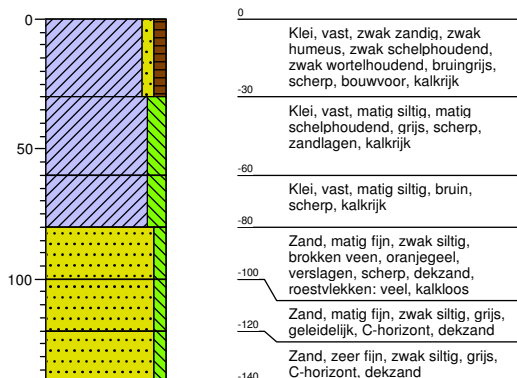 0
50
100
0
Klei, vast, zwak zandig, zwak
humeus, zwak schelphoudend,
zwak wortelhoudend, bruingrijs,
scherp, bouwvoor, kalkrijk
-30
Klei, vast, matig siltig, matig
schelphoudend, grijs, scherp,
zandlagen, kalkrijk
-60
Klei, vast, matig siltig, bruin,
scherp, kalkrijk
-80
Zand, matig fijn, zwak siltig,
brokken veen, oranjegeel,
verslagen, scherp, dekzand,
roestvlekken: veel, kalkloos
-100
Zand, matig fijn, zwak siltig, grijs,
geleidelijk, C-horizont, dekzand
-120
Zand, zeer fijn, zwak siltig, grijs,
C-horizont, dekzand
-140